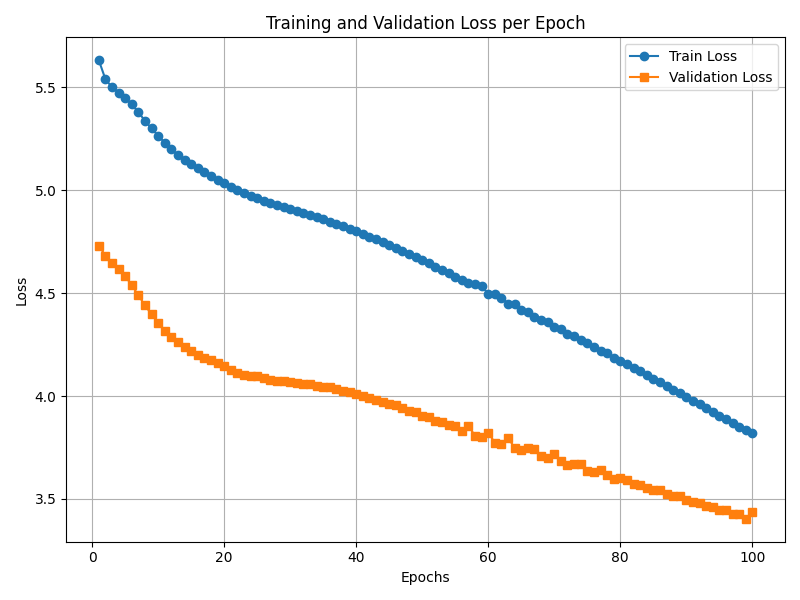 Training and Validation Loss per Epoch
Train Loss
Validation Loss
5.5
5.0
4.5
4.0
3.5
Loss
0 20 40 60 80 100
Epochs